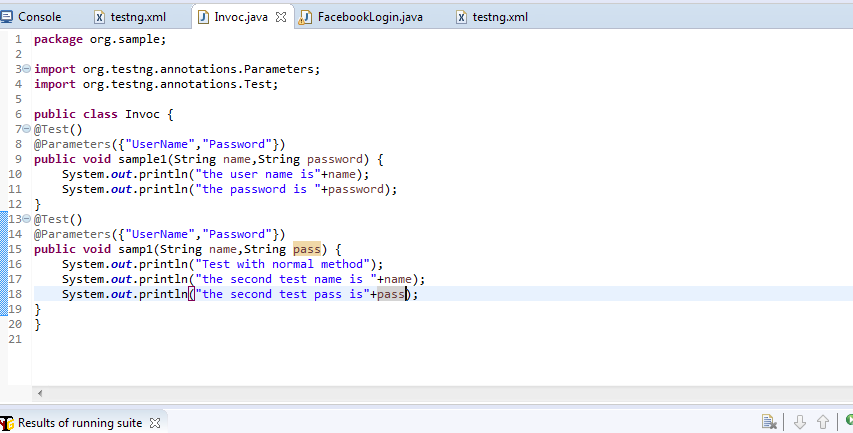 Console testng.xml Invoc.java FacebookLogin.java testng.xml
1 package org.sample;
2
3 import org.testng.annotations.Parameters;
4 import org.testng.annotations.Test;
5
6 public class Invoc {
7 @Test()
8 @Parameters({"UserName","Password"})
9 public void sample1(String name,String password) {
10     System.out.println("the user name is"+name);
11     System.out.println("the password is "+password);
12 }
13 @Test()
14 @Parameters({"UserName","Password"})
15 public void samp1(String name,String pass) {
16     System.out.println("Test with normal method");
17     System.out.println("the second test name is "+name);
18     System.out.println("the second test pass is"+pass);
19 }
20 }
21
Results of running suite